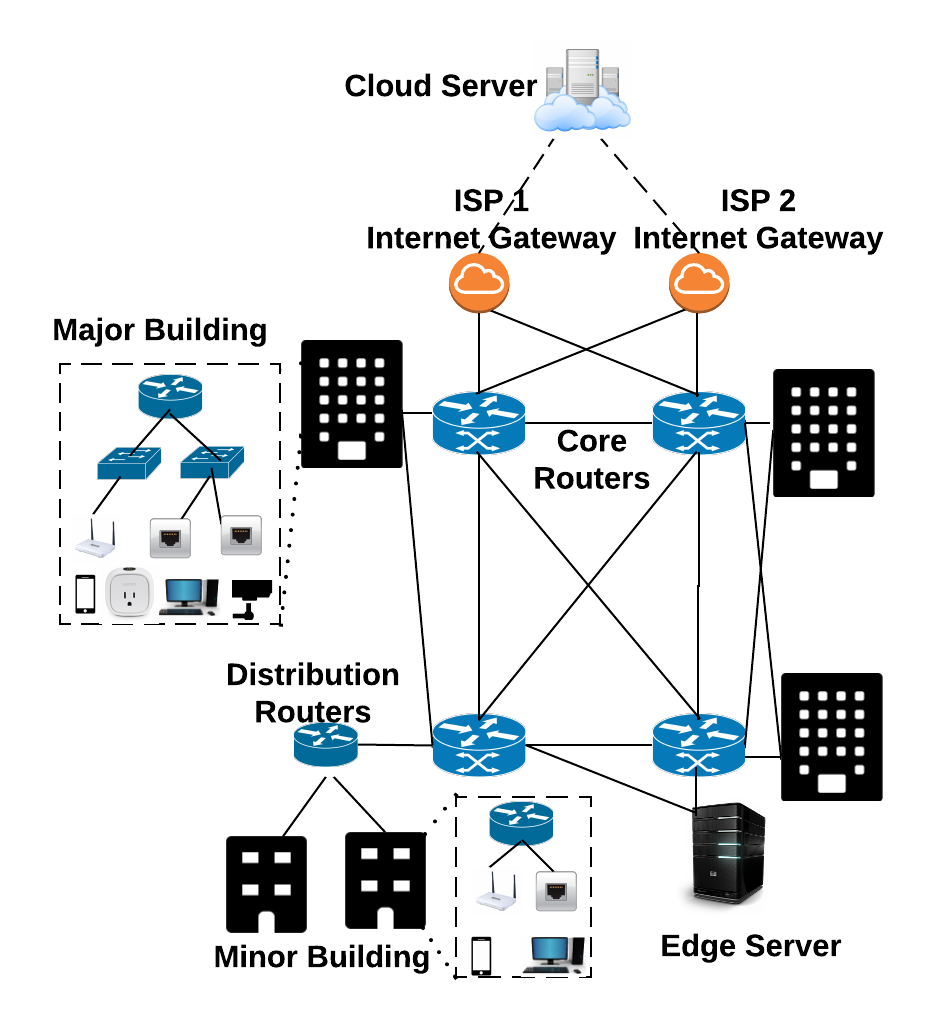 Cloud Server
ISP 1
Internet Gateway
ISP 2
Internet Gateway
Major Building
Core
Routers
Distribution
Routers
Minor Building
Edge Server